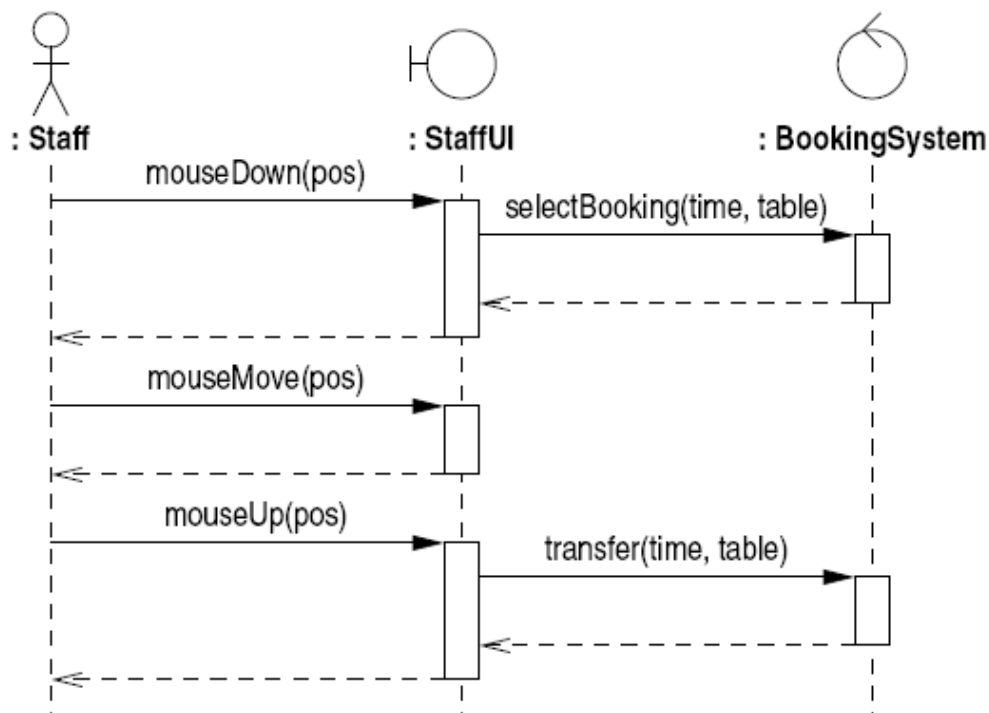 : Staff
: StaffUI
: BookingSystem
mouseDown(pos)
selectBooking(time, table)
mouseMove(pos)
mouseUp(pos)
transfer(time, table)